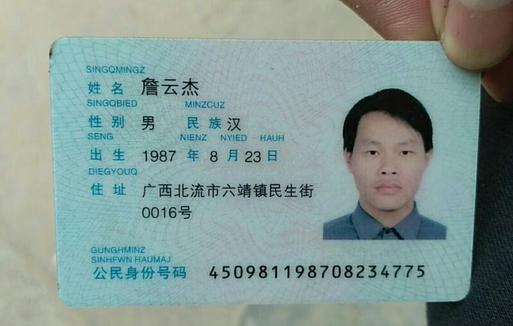 SINGQMINGZ
姓 名 詹云杰
SINGQBIED MINZCUZ
性 别 男 民 族 汉
SENG NIENZ NYIED HAUH
出 生 1987 年 8 月 23 日
DIEGYOUQ
住 址 广西北流市六靖镇民生街
0016号
GUNGHMINZ
SINHFWN HAUMAJ
公民身份号码 450981198708234775